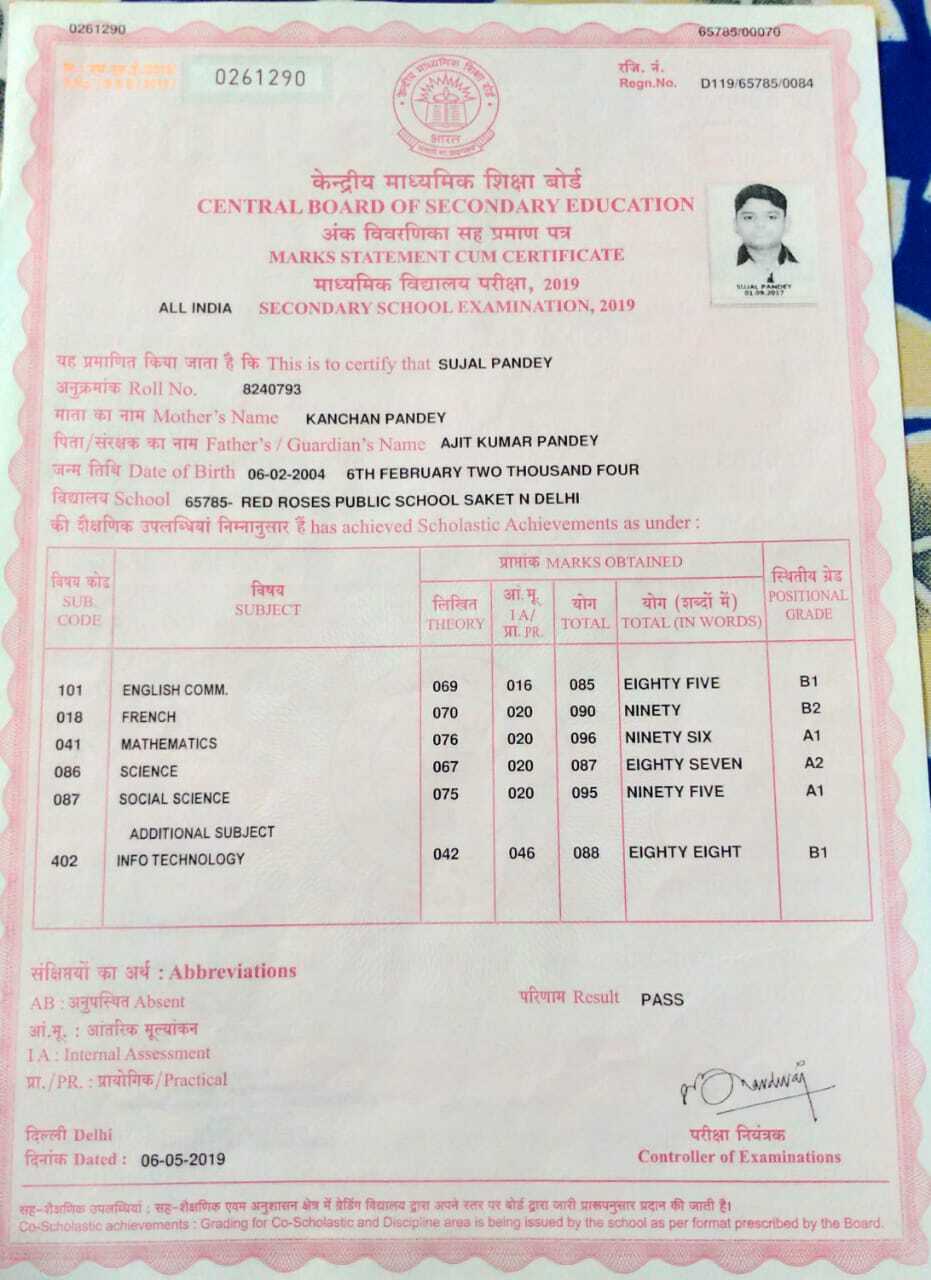 0261290
65785/00070
0261290
रजि. नं.
Regn.No. D119/65785/0084
भारत
केन्द्रीय माध्यमिक शिक्षा बोर्ड
CENTRAL BOARD OF SECONDARY EDUCATION
अंक विवरणिका सह प्रमाण पत्र
MARKS STATEMENT CUM CERTIFICATE
माध्यमिक विद्यालय परीक्षा, 2019
ALL INDIA SECONDARY SCHOOL EXAMINATION, 2019
SUJAL PANDEY
01.09.2017
यह प्रमाणित किया जाता है कि This is to certify that SUJAL PANDEY
अनुक्रमांक Roll No. 8240793
माता का नाम Mother's Name KANCHAN PANDEY
पिता/संरक्षक का नाम Father's / Guardian's Name AJIT KUMAR PANDEY
जन्म तिथि Date of Birth 06-02-2004 6TH FEBRUARY TWO THOUSAND FOUR
विद्यालय School 65785- RED ROSES PUBLIC SCHOOL SAKET N DELHI
की शैक्षणिक उपलब्धियां निम्नानुसार हैं has achieved Scholastic Achievements as under :
विषय कोड
SUB.
CODE
विषय
SUBJECT
प्राप्तांक MARKS OBTAINED
लिखित
THEORY
आं.मू.
I A/
प्रा. PR.
योग
TOTAL
योग (शब्दों में)
TOTAL (IN WORDS)
स्थितीय ग्रेड
POSITIONAL
GRADE
101 ENGLISH COMM. 069 016 085 EIGHTY FIVE B1
018 FRENCH 070 020 090 NINETY B2
041 MATHEMATICS 076 020 096 NINETY SIX A1
086 SCIENCE 067 020 087 EIGHTY SEVEN A2
087 SOCIAL SCIENCE 075 020 095 NINETY FIVE A1
ADDITIONAL SUBJECT
402 INFO TECHNOLOGY 042 046 088 EIGHTY EIGHT B1
संक्षिप्तियों का अर्थ : Abbreviations
AB : अनुपस्थित Absent
आं.मू. : आंतरिक मूल्यांकन
I A : Internal Assessment
प्रा./PR. : प्रायोगिक/Practical
परिणाम Result PASS
दिल्ली Delhi
दिनांक Dated : 06-05-2019
परीक्षा नियंत्रक
Controller of Examinations
सह-शैक्षणिक उपलब्धियां : सह-शैक्षणिक एवम अनुशासन क्षेत्र में ग्रेडिंग विद्यालय द्वारा अपने स्तर पर बोर्ड द्वारा जारी प्रारूपनुसार प्रदान की जाती है।
Co-Scholastic achievements : Grading for Co-Scholastic and Discipline area is being issued by the school as per format prescribed by the Board.